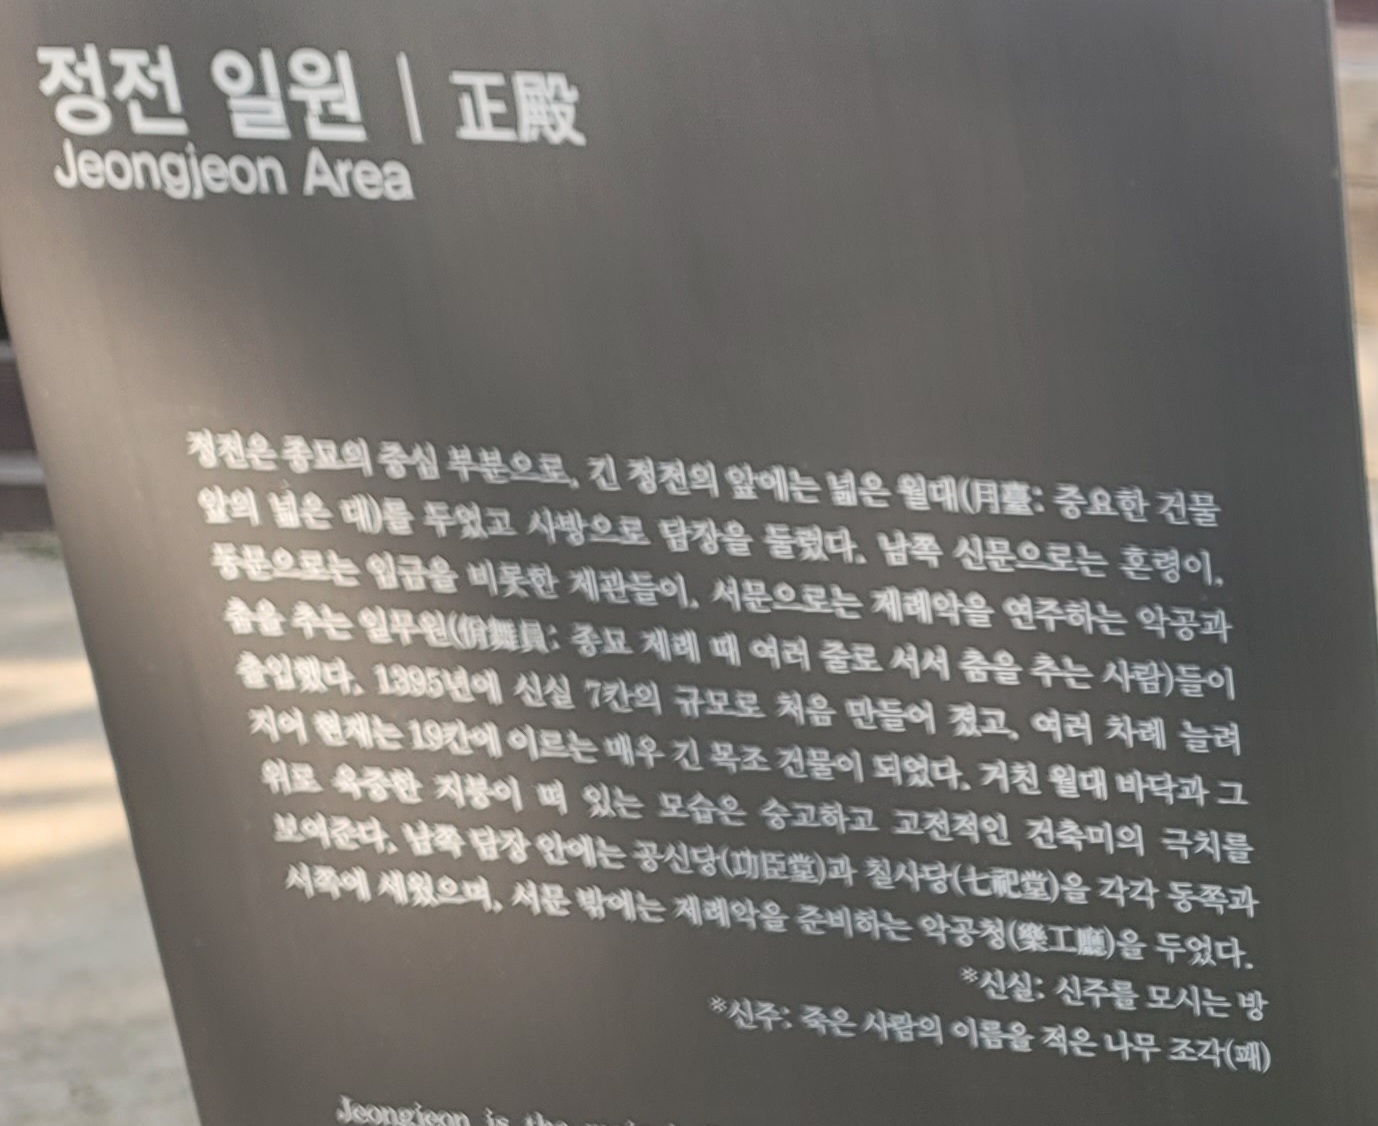 정전 일원 | 正殿
Jeongjeon Area
정전은 종묘의 중심 부분으로, 긴 정전의 앞에는 넓은 월대(月臺: 중요한 건물
앞의 넓은 대)를 두었고 사방으로 담장을 둘렀다. 남쪽 신문으로는 혼령이,
동문으로는 임금을 비롯한 제관들이, 서문으로는 제례악을 연주하는 악공과
춤을 추는 일무원(佾舞員: 종묘 제례 때 여러 줄로 서서 춤을 추는 사람)들이
출입했다. 1395년에 신실 7칸의 규모로 처음 만들어 졌고, 여러 차례 늘려
지어 현재는 19칸에 이르는 매우 긴 목조 건물이 되었다. 거친 월대 바닥과 그
위로 육중한 지붕이 떠 있는 모습은 숭고하고 고전적인 건축미의 극치를
보여준다. 남쪽 담장 안에는 공신당(功臣堂)과 칠사당(七祀堂)을 각각 동쪽과
서쪽에 세웠으며, 서문 밖에는 제례악을 준비하는 악공청(樂工廳)을 두었다.
*신실: 신주를 모시는 방
*신주: 죽은 사람의 이름을 적은 나무 조각(패)
Jeongjeon is the